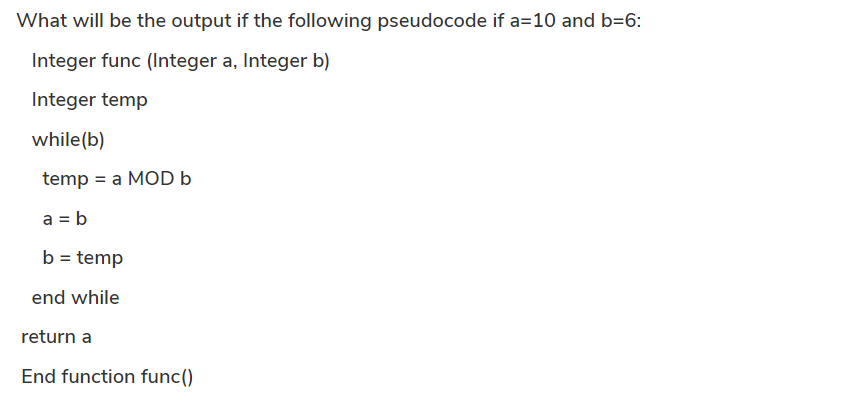 What will be the output if the following pseudocode if a=10 and b=6:
Integer func (Integer a, Integer b)
Integer temp
while(b)
temp = a MOD b
a = b
b = temp
end while
return a
End function func()